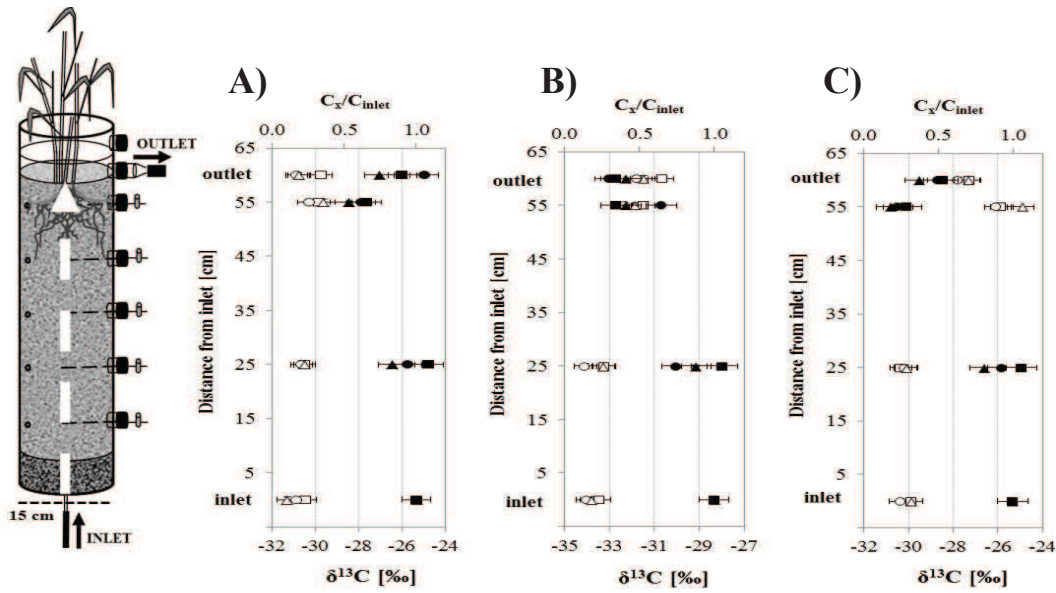 A)
B)
C)
Cx/Cinlet
Cx/Cinlet
Cx/Cinlet
0.0 0.5 1.0
0.0 0.5 1.0
0.0 0.5 1.0
OUTLET
15 cm
INLET
Distance from inlet [cm]
65
outlet
55
45
35
25
15
5
inlet
-32 -30 -28 -26 -24
δ13C [‰]
Distance from inlet [cm]
65
outlet
55
45
35
25
15
5
inlet
-35 -33 -31 -29 -27
δ13C [‰]
Distance from inlet [cm]
65
outlet
55
45
35
25
15
5
inlet
-32 -30 -28 -26 -24
δ13C [‰]